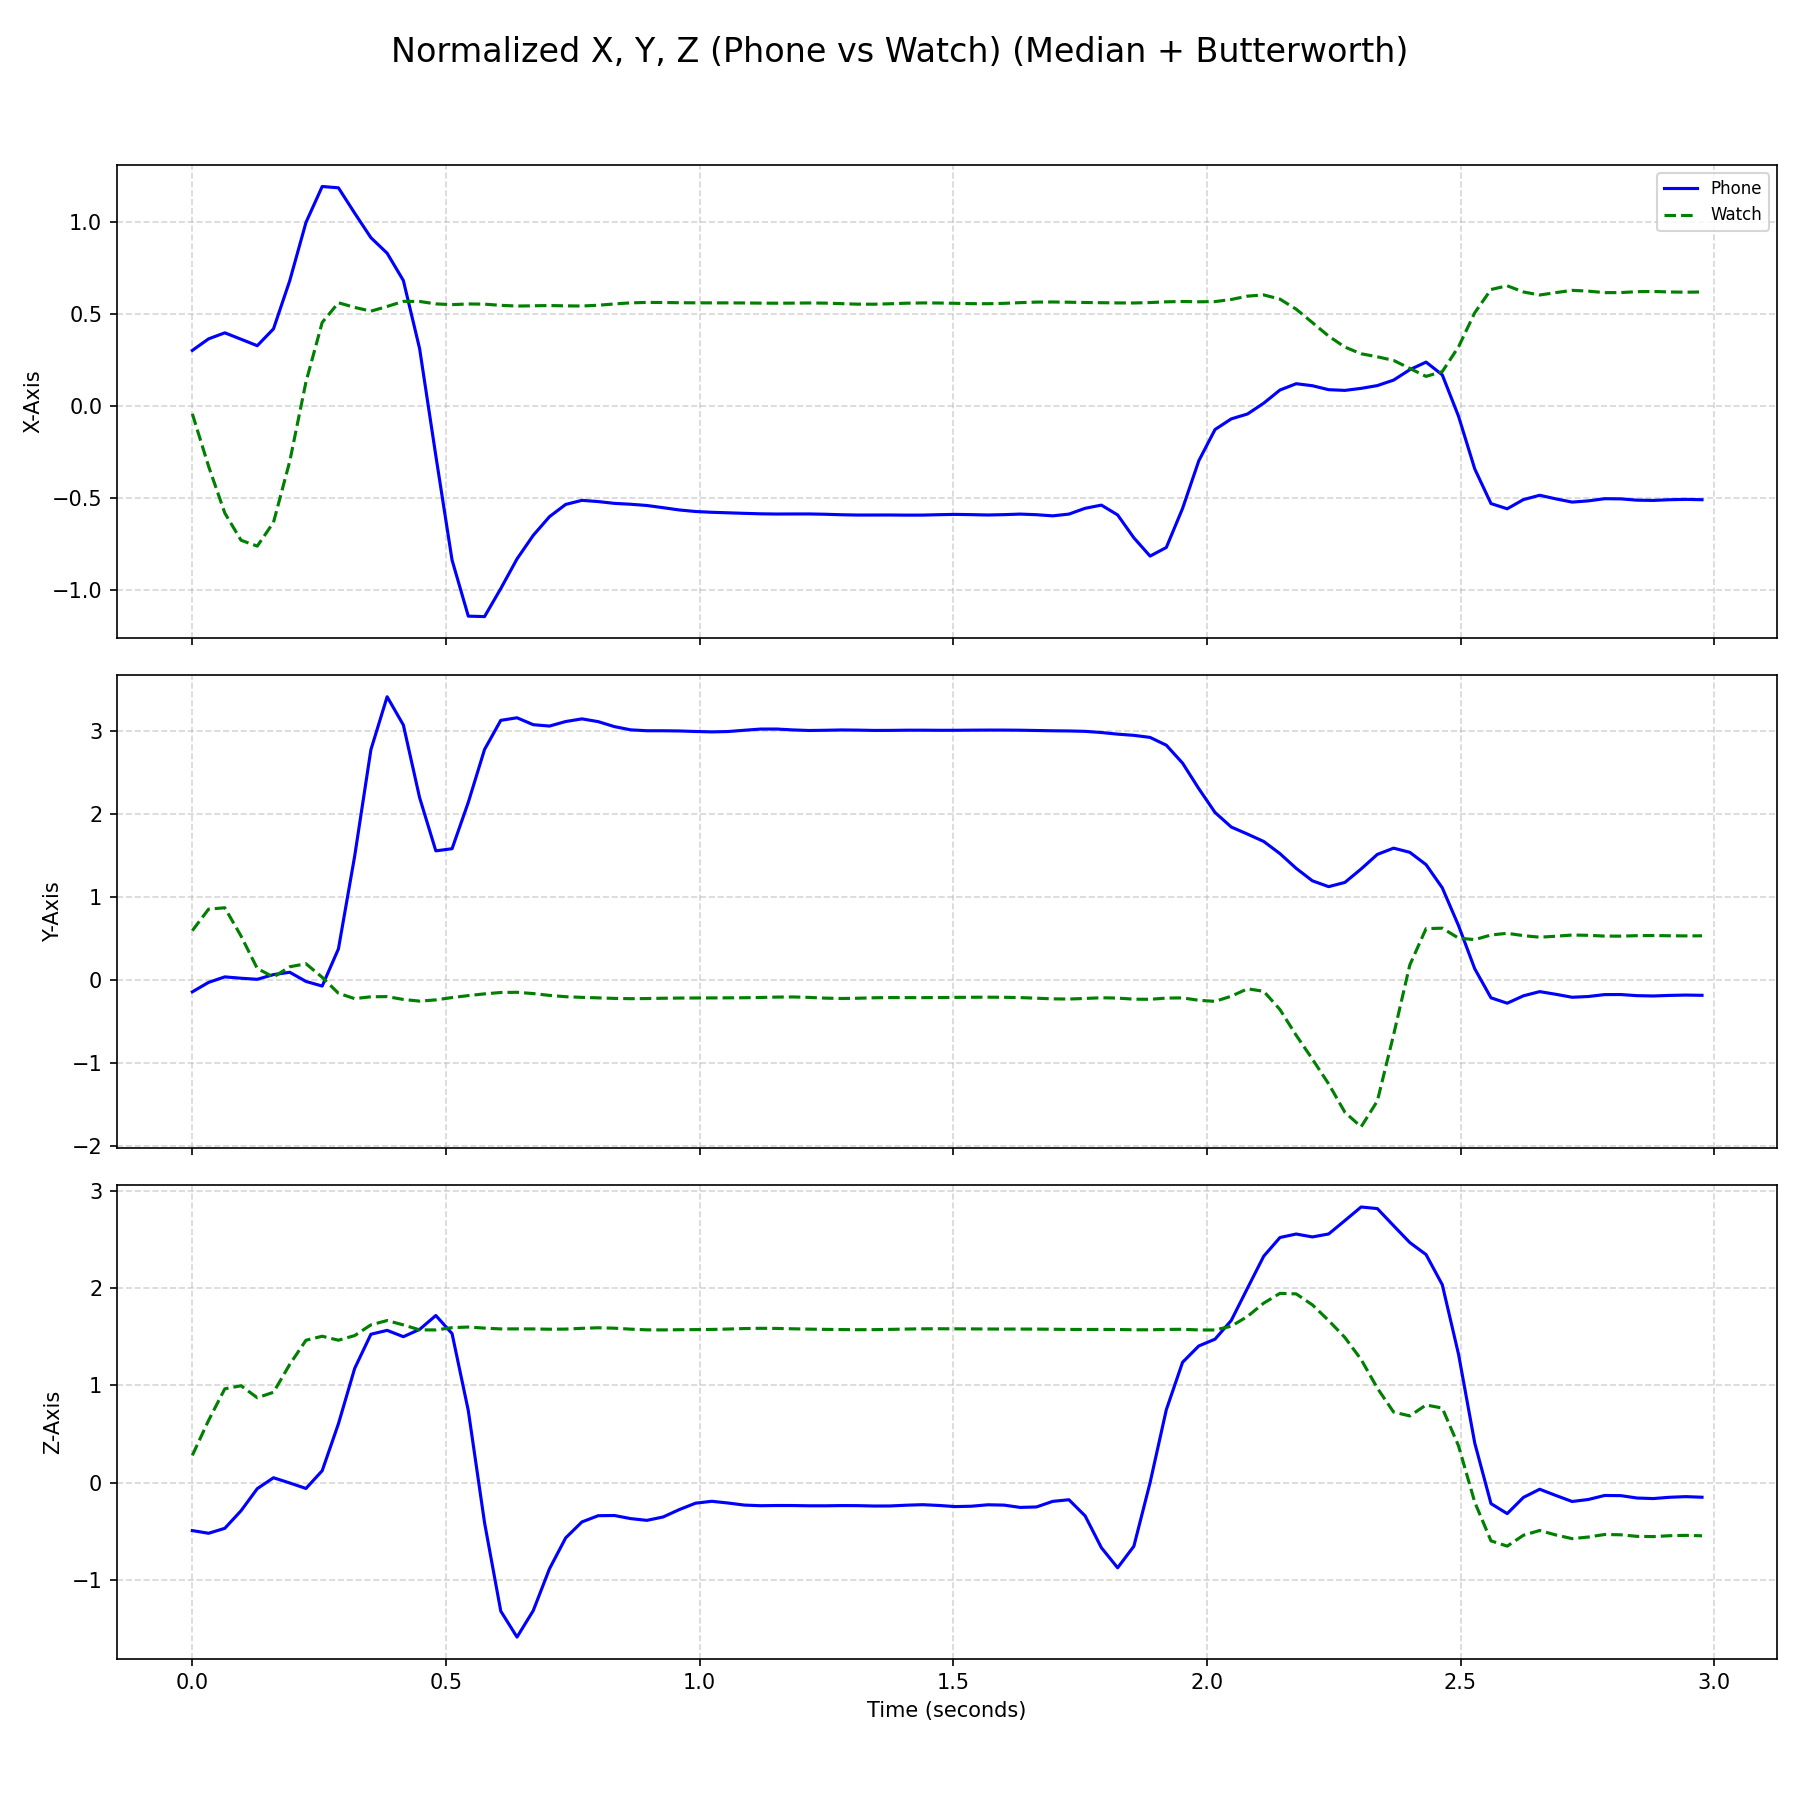 Normalized X, Y, Z (Phone vs Watch) (Median + Butterworth)
Phone
Watch
X-Axis
1.0
0.5
0.0
−0.5
−1.0
Y-Axis
3
2
1
0
−1
−2
Z-Axis
3
2
1
0
−1
0.0 0.5 1.0 1.5 2.0 2.5 3.0
Time (seconds)